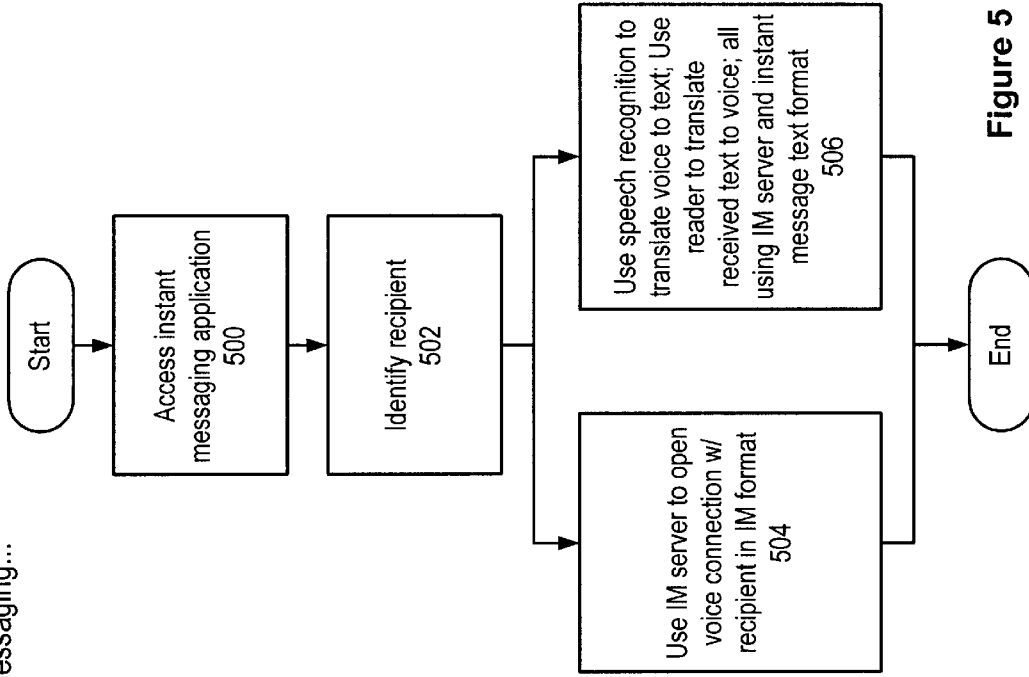 essaging...
Start
Access instant
messaging application
500
Identify recipient
502
Use IM server to open
voice connection w/
recipient in IM format
504
Use speech recognition to
translate voice to text; Use
reader to translate
received text to voice; all
using IM server and instant
message text format
506
End
Figure 5